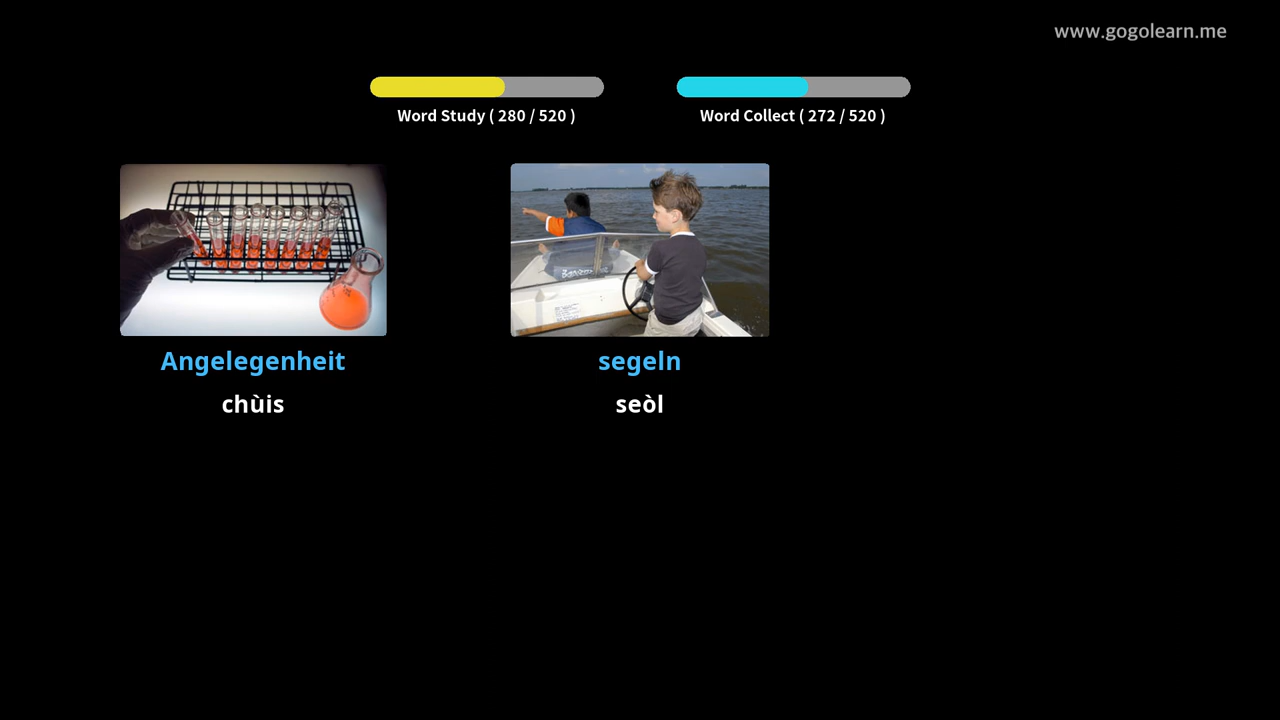 www.gogolearn.me
Word Study ( 280 / 520 )
Word Collect ( 272 / 520 )
Angelegenheit
chùis
segeln
seòl